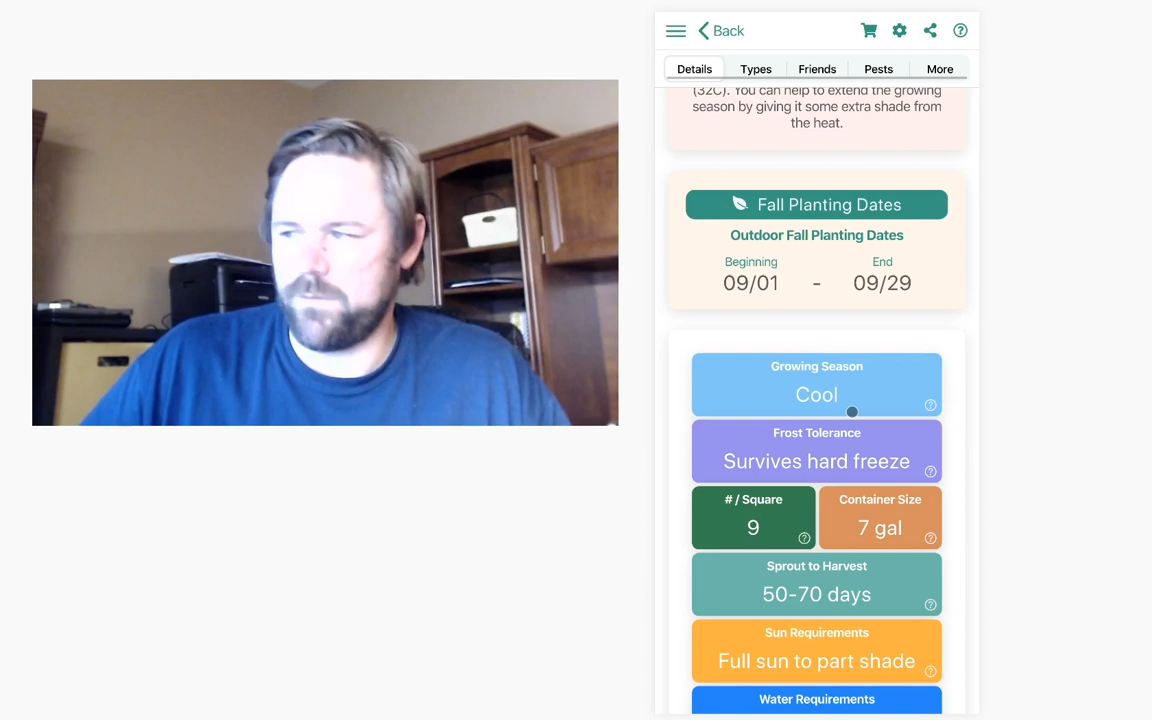 Back
Details Types Friends Pests More
(32C). You can help to extend the growing
season by giving it some extra shade from
the heat.
Fall Planting Dates
Outdoor Fall Planting Dates
Beginning End
09/01 - 09/29
Growing Season
Cool
Frost Tolerance
Survives hard freeze
# / Square Container Size
9 7 gal
Sprout to Harvest
50-70 days
Sun Requirements
Full sun to part shade
Water Requirements